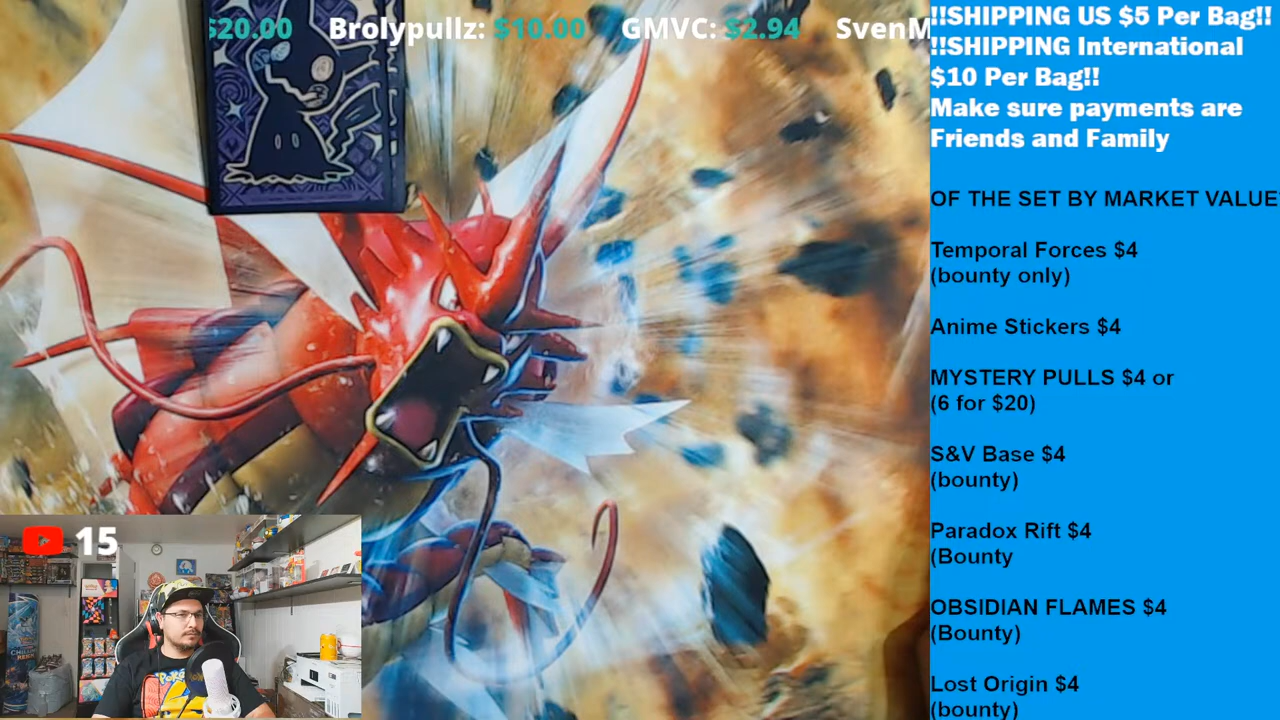 $20.00 Brolypullz: $10.00 GMVC: $2.94 SvenM
!!SHIPPING US $5 Per Bag!!
!!SHIPPING International
$10 Per Bag!!
Make sure payments are
Friends and Family
OF THE SET BY MARKET VALUE
Temporal Forces $4
(bounty only)
Anime Stickers $4
MYSTERY PULLS $4 or
(6 for $20)
S&V Base $4
(bounty)
Paradox Rift $4
(Bounty
OBSIDIAN FLAMES $4
(Bounty)
Lost Origin $4
(bounty)
15